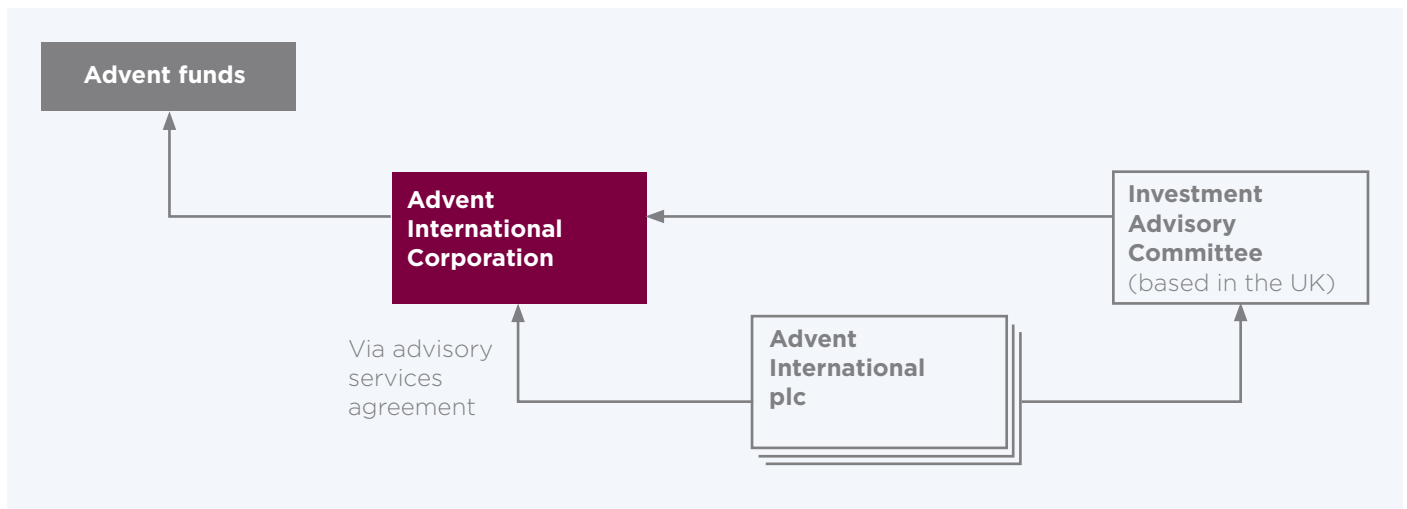 Advent funds
Advent
International
Corporation
Investment
Advisory
Committee
(based in the UK)
Via advisory
services
agreement
Advent
International
plc